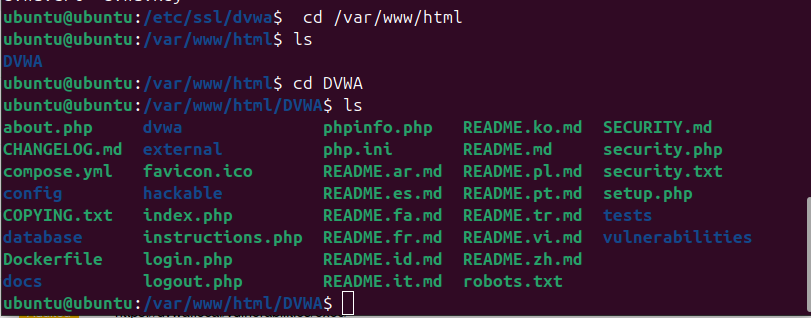 ubuntu@ubuntu:/etc/ssl/dvwa$  cd /var/www/html
ubuntu@ubuntu:/var/www/html$ ls
DVWA
ubuntu@ubuntu:/var/www/html$ cd DVWA
ubuntu@ubuntu:/var/www/html/DVWA$ ls
about.php     dvwa              phpinfo.php   README.ko.md  SECURITY.md
CHANGELOG.md  external          php.ini       README.md     security.php
compose.yml   favicon.ico       README.ar.md  README.pl.md  security.txt
config        hackable          README.es.md  README.pt.md  setup.php
COPYING.txt   index.php         README.fa.md  README.tr.md  tests
database      instructions.php  README.fr.md  README.vi.md  vulnerabilities
Dockerfile    login.php         README.id.md  README.zh.md
docs          logout.php        README.it.md  robots.txt
ubuntu@ubuntu:/var/www/html/DVWA$